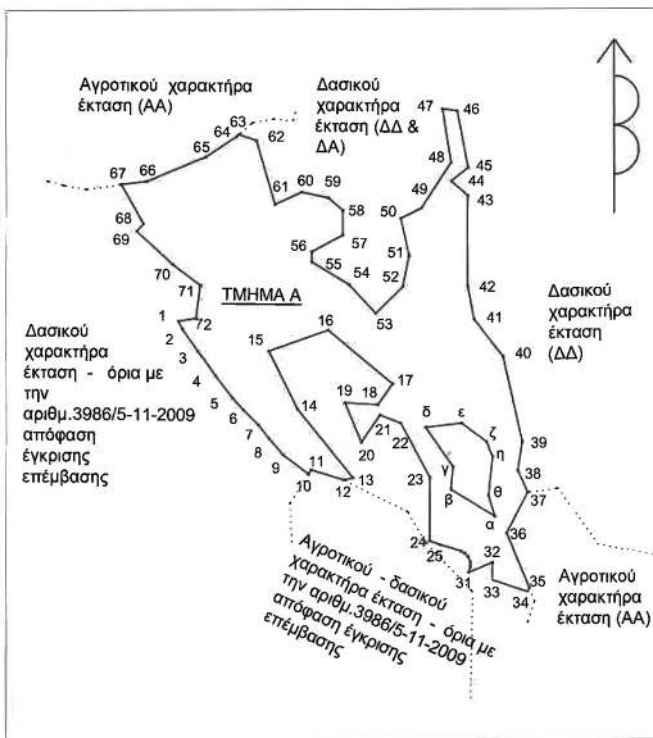 Αγροτικού χαρακτήρα
έκταση (ΑΑ)
Δασικού
χαρακτήρα
έκταση (ΔΔ &
ΔΑ)
47
46
63
64
62
65
67
66
48
45
44
61
60
59
49
43
58
68
50
69
57
56
51
70
55
54
52
71
ΤΜΗΜΑ Α
42
1
72
53
41
2
16
15
3
40
Δασικού
χαρακτήρα
έκταση
(ΔΔ)
Δασικού
χαρακτήρα
έκταση - όρια με
την
αριθμ.3986/5-11-2009
απόφαση
έγκρισης
επέμβασης
4
17
5
19
18
14
6
δ
ε
21
22
7
ζ
39
20
η
8
9
11
γ
38
10
12
13
23
β
θ
37
α
36
24
25
32
31
33
35
34
Αγροτικού - δασικού
χαρακτήρα έκταση - όρια με
την αριθμ.3986/5-11-2009
απόφαση έγκρισης
επέμβασης
Αγροτικού
χαρακτήρα
έκταση (ΑΑ)